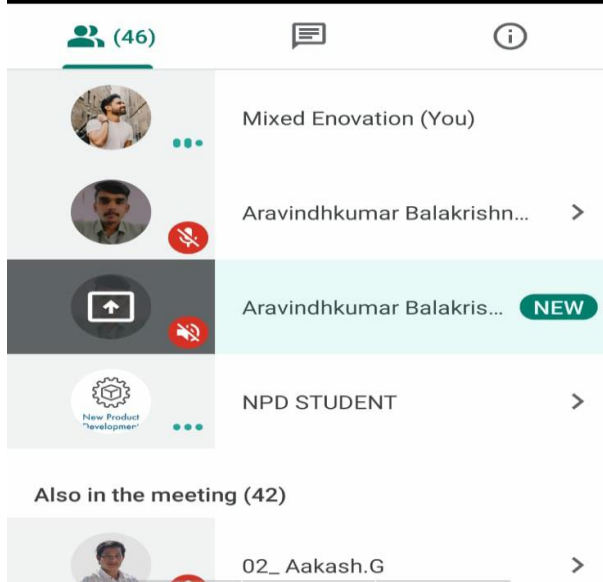 (46)
Mixed Enovation (You)
Aravindhkumar Balakrishn...
Aravindhkumar Balakris... NEW
New Product
Development
NPD STUDENT
Also in the meeting (42)
02_ Aakash.G